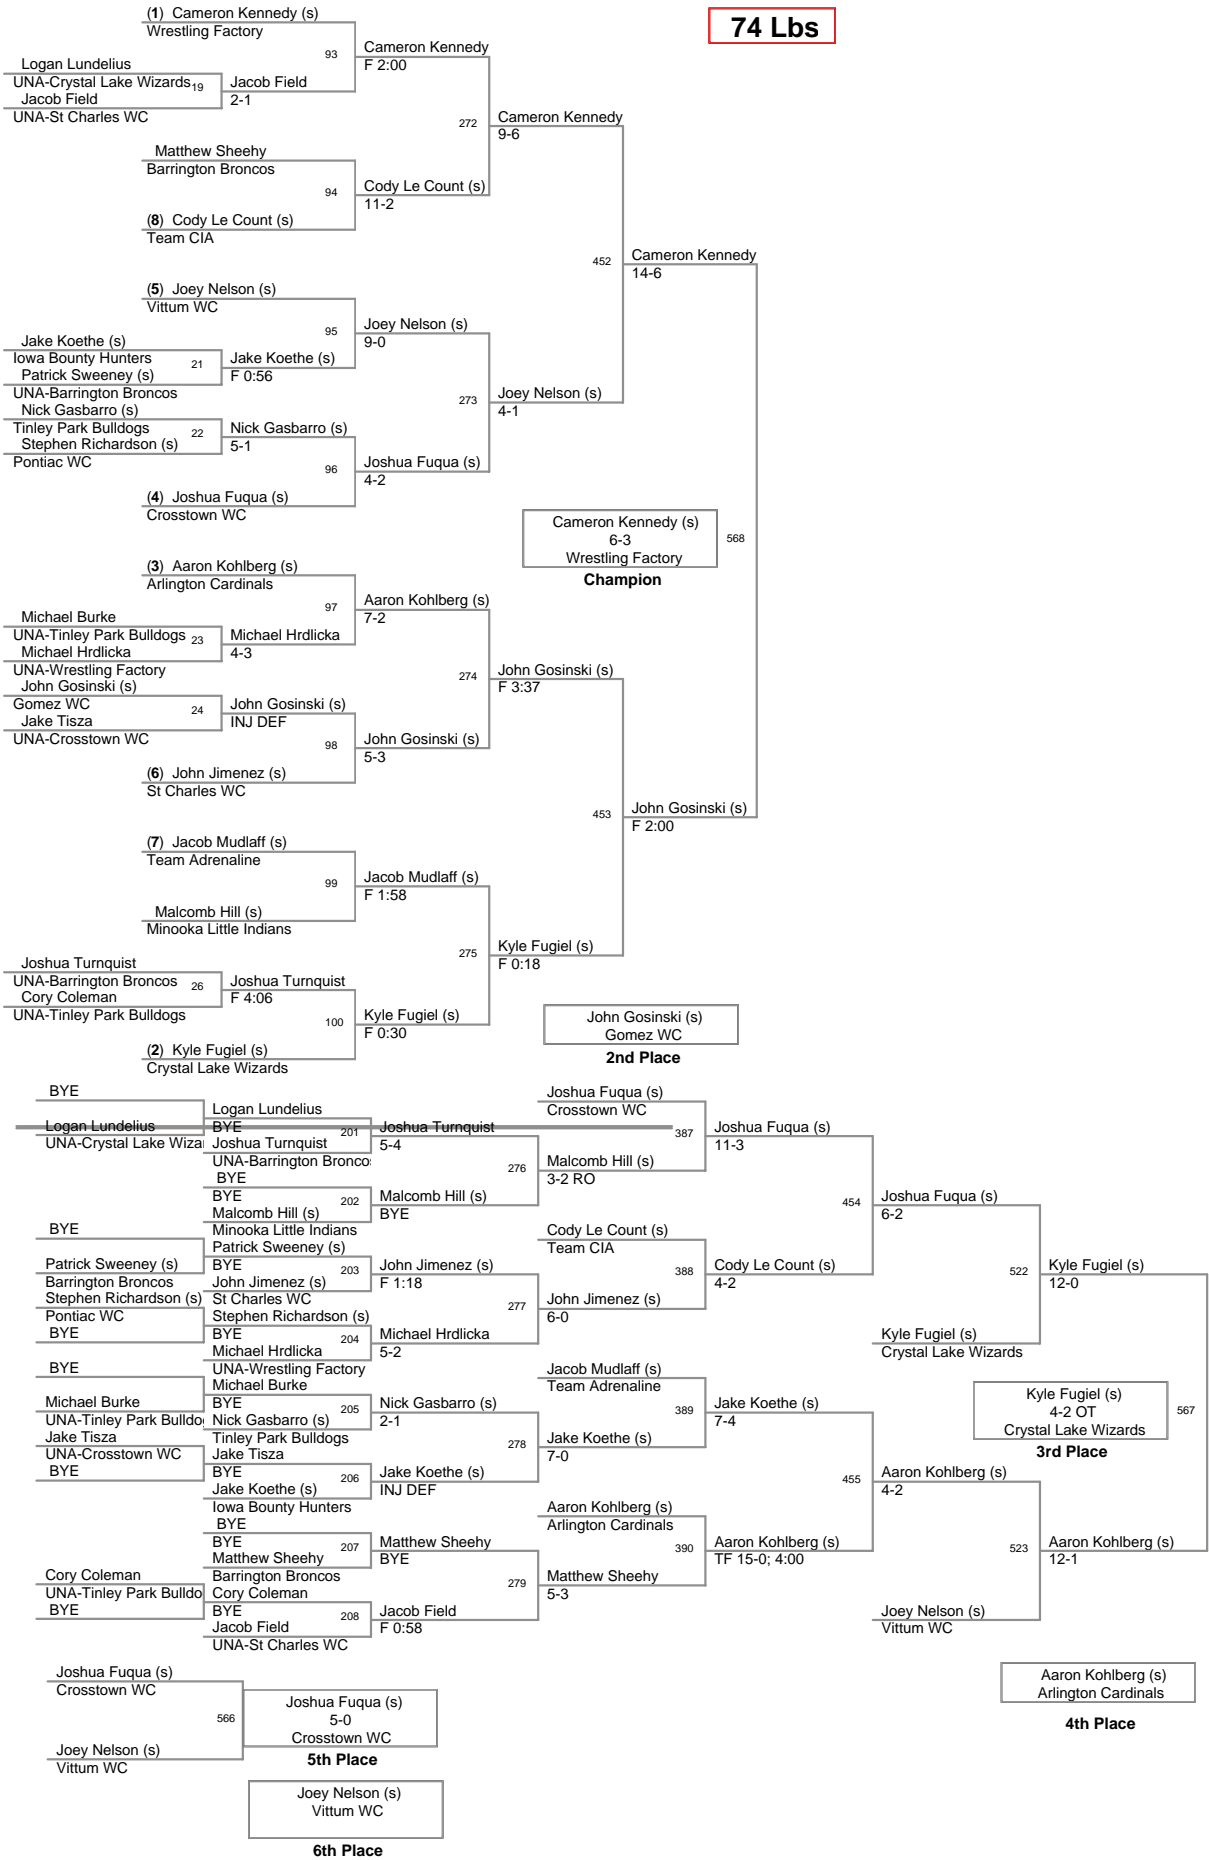 74 Lbs
(1) Cameron Kennedy (s)
Wrestling Factory
93
Cameron Kennedy
F 2:00
Logan Lundelius
UNA-Crystal Lake Wizards
19
Jacob Field
2-1
Jacob Field
UNA-St Charles WC
272
Cameron Kennedy
9-6
Matthew Sheehy
Barrington Broncos
94
Cody Le Count (s)
11-2
(8) Cody Le Count (s)
Team CIA
452
Cameron Kennedy
14-6
(5) Joey Nelson (s)
Vittum WC
95
Joey Nelson (s)
9-0
Jake Koethe (s)
Iowa Bounty Hunters
21
Jake Koethe (s)
F 0:56
Patrick Sweeney (s)
UNA-Barrington Broncos
273
Joey Nelson (s)
4-1
Nick Gasbarro (s)
Tinley Park Bulldogs
22
Nick Gasbarro (s)
5-1
Stephen Richardson (s)
Pontiac WC
96
Joshua Fuqua (s)
4-2
(4) Joshua Fuqua (s)
Crosstown WC
Cameron Kennedy (s)
6-3
Wrestling Factory
568
Champion
(3) Aaron Kohlberg (s)
Arlington Cardinals
97
Aaron Kohlberg (s)
7-2
Michael Burke
UNA-Tinley Park Bulldogs
23
Michael Hrdlicka
4-3
Michael Hrdlicka
UNA-Wrestling Factory
274
John Gosinski (s)
F 3:37
John Gosinski (s)
Gomez WC
24
John Gosinski (s)
INJ DEF
Jake Tisza
UNA-Crosstown WC
98
John Gosinski (s)
5-3
(6) John Jimenez (s)
St Charles WC
453
John Gosinski (s)
F 2:00
(7) Jacob Mudlaff (s)
Team Adrenaline
99
Jacob Mudlaff (s)
F 1:58
Malcomb Hill (s)
Minooka Little Indians
275
Kyle Fugiel (s)
F 0:18
Joshua Turnquist
UNA-Barrington Broncos
26
Joshua Turnquist
F 4:06
Cory Coleman
UNA-Tinley Park Bulldogs
100
Kyle Fugiel (s)
F 0:30
(2) Kyle Fugiel (s)
Crystal Lake Wizards
John Gosinski (s)
Gomez WC
2nd Place
BYE
Logan Lundelius
UNA-Crystal Lake Wiza
Logan Lundelius
BYE
201
Joshua Turnquist
UNA-Barrington Broncos
Joshua Turnquist
5-4
BYE
BYE
202
Malcomb Hill (s)
Minooka Little Indians
Malcomb Hill (s)
BYE
276
Malcomb Hill (s)
3-2 RO
Joshua Fuqua (s)
Crosstown WC
387
Joshua Fuqua (s)
11-3
BYE
Patrick Sweeney (s)
Barrington Broncos
Patrick Sweeney (s)
BYE
203
John Jimenez (s)
St Charles WC
John Jimenez (s)
F 1:18
Stephen Richardson (s)
Pontiac WC
BYE
Stephen Richardson (s)
BYE
204
Michael Hrdlicka
UNA-Wrestling Factory
Michael Hrdlicka
5-2
277
John Jimenez (s)
6-0
Cody Le Count (s)
Team CIA
388
Cody Le Count (s)
4-2
454
Joshua Fuqua (s)
6-2
522
Kyle Fugiel (s)
12-0
Kyle Fugiel (s)
Crystal Lake Wizards
BYE
Michael Burke
UNA-Tinley Park Bulldo
Michael Burke
BYE
205
Nick Gasbarro (s)
Tinley Park Bulldogs
Nick Gasbarro (s)
2-1
Jake Tisza
UNA-Crosstown WC
BYE
Jake Tisza
BYE
206
Jake Koethe (s)
Iowa Bounty Hunters
Jake Koethe (s)
INJ DEF
278
Jake Koethe (s)
7-0
Jacob Mudlaff (s)
Team Adrenaline
389
Jake Koethe (s)
7-4
Kyle Fugiel (s)
4-2 OT
Crystal Lake Wizards
567
3rd Place
BYE
BYE
207
Matthew Sheehy
Barrington Broncos
Matthew Sheehy
BYE
Cory Coleman
UNA-Tinley Park Bulldo
BYE
Cory Coleman
BYE
208
Jacob Field
UNA-St Charles WC
Jacob Field
F 0:58
279
Matthew Sheehy
5-3
Aaron Kohlberg (s)
Arlington Cardinals
390
Aaron Kohlberg (s)
TF 15-0; 4:00
455
Aaron Kohlberg (s)
4-2
523
Aaron Kohlberg (s)
12-1
Joey Nelson (s)
Vittum WC
Joshua Fuqua (s)
Crosstown WC
566
Joey Nelson (s)
Vittum WC
Joshua Fuqua (s)
5-0
Crosstown WC
5th Place
Aaron Kohlberg (s)
Arlington Cardinals
4th Place
Joey Nelson (s)
Vittum WC
6th Place